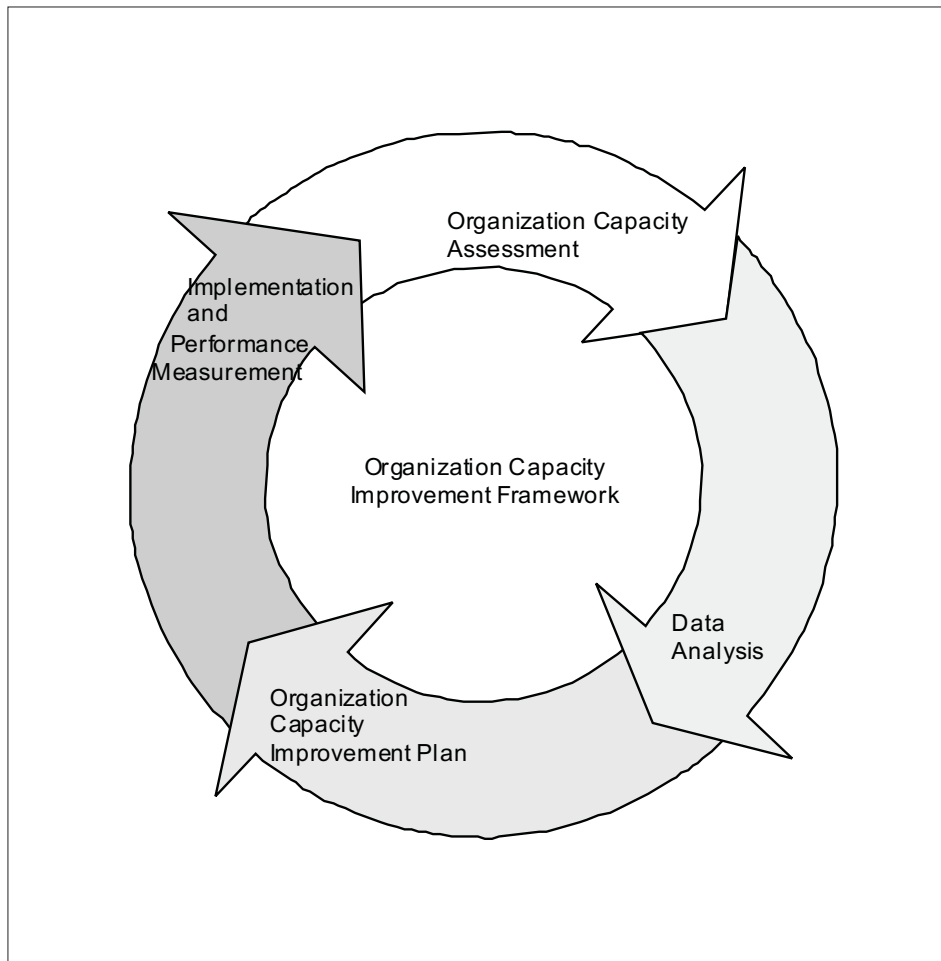 Organization Capacity
Assessment
Implementation
and
Performance
Measurement
Organization Capacity
Improvement Framework
Data
Analysis
Organization
Capacity
Improvement Plan